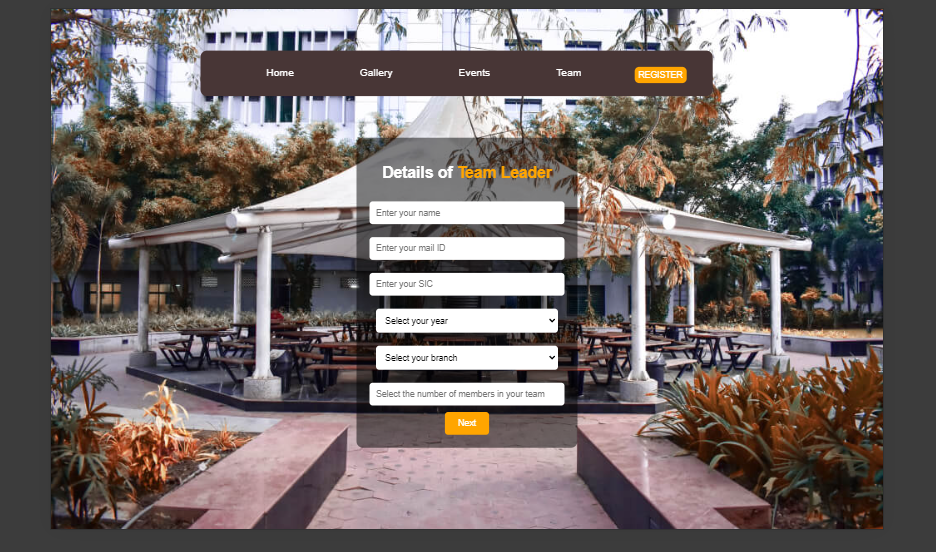 Home Gallery Events Team REGISTER
Details of Team Leader
Enter your name
Enter your mail ID
Enter your SIC
Select your year
Select your branch
Select the number of members in your team
Next